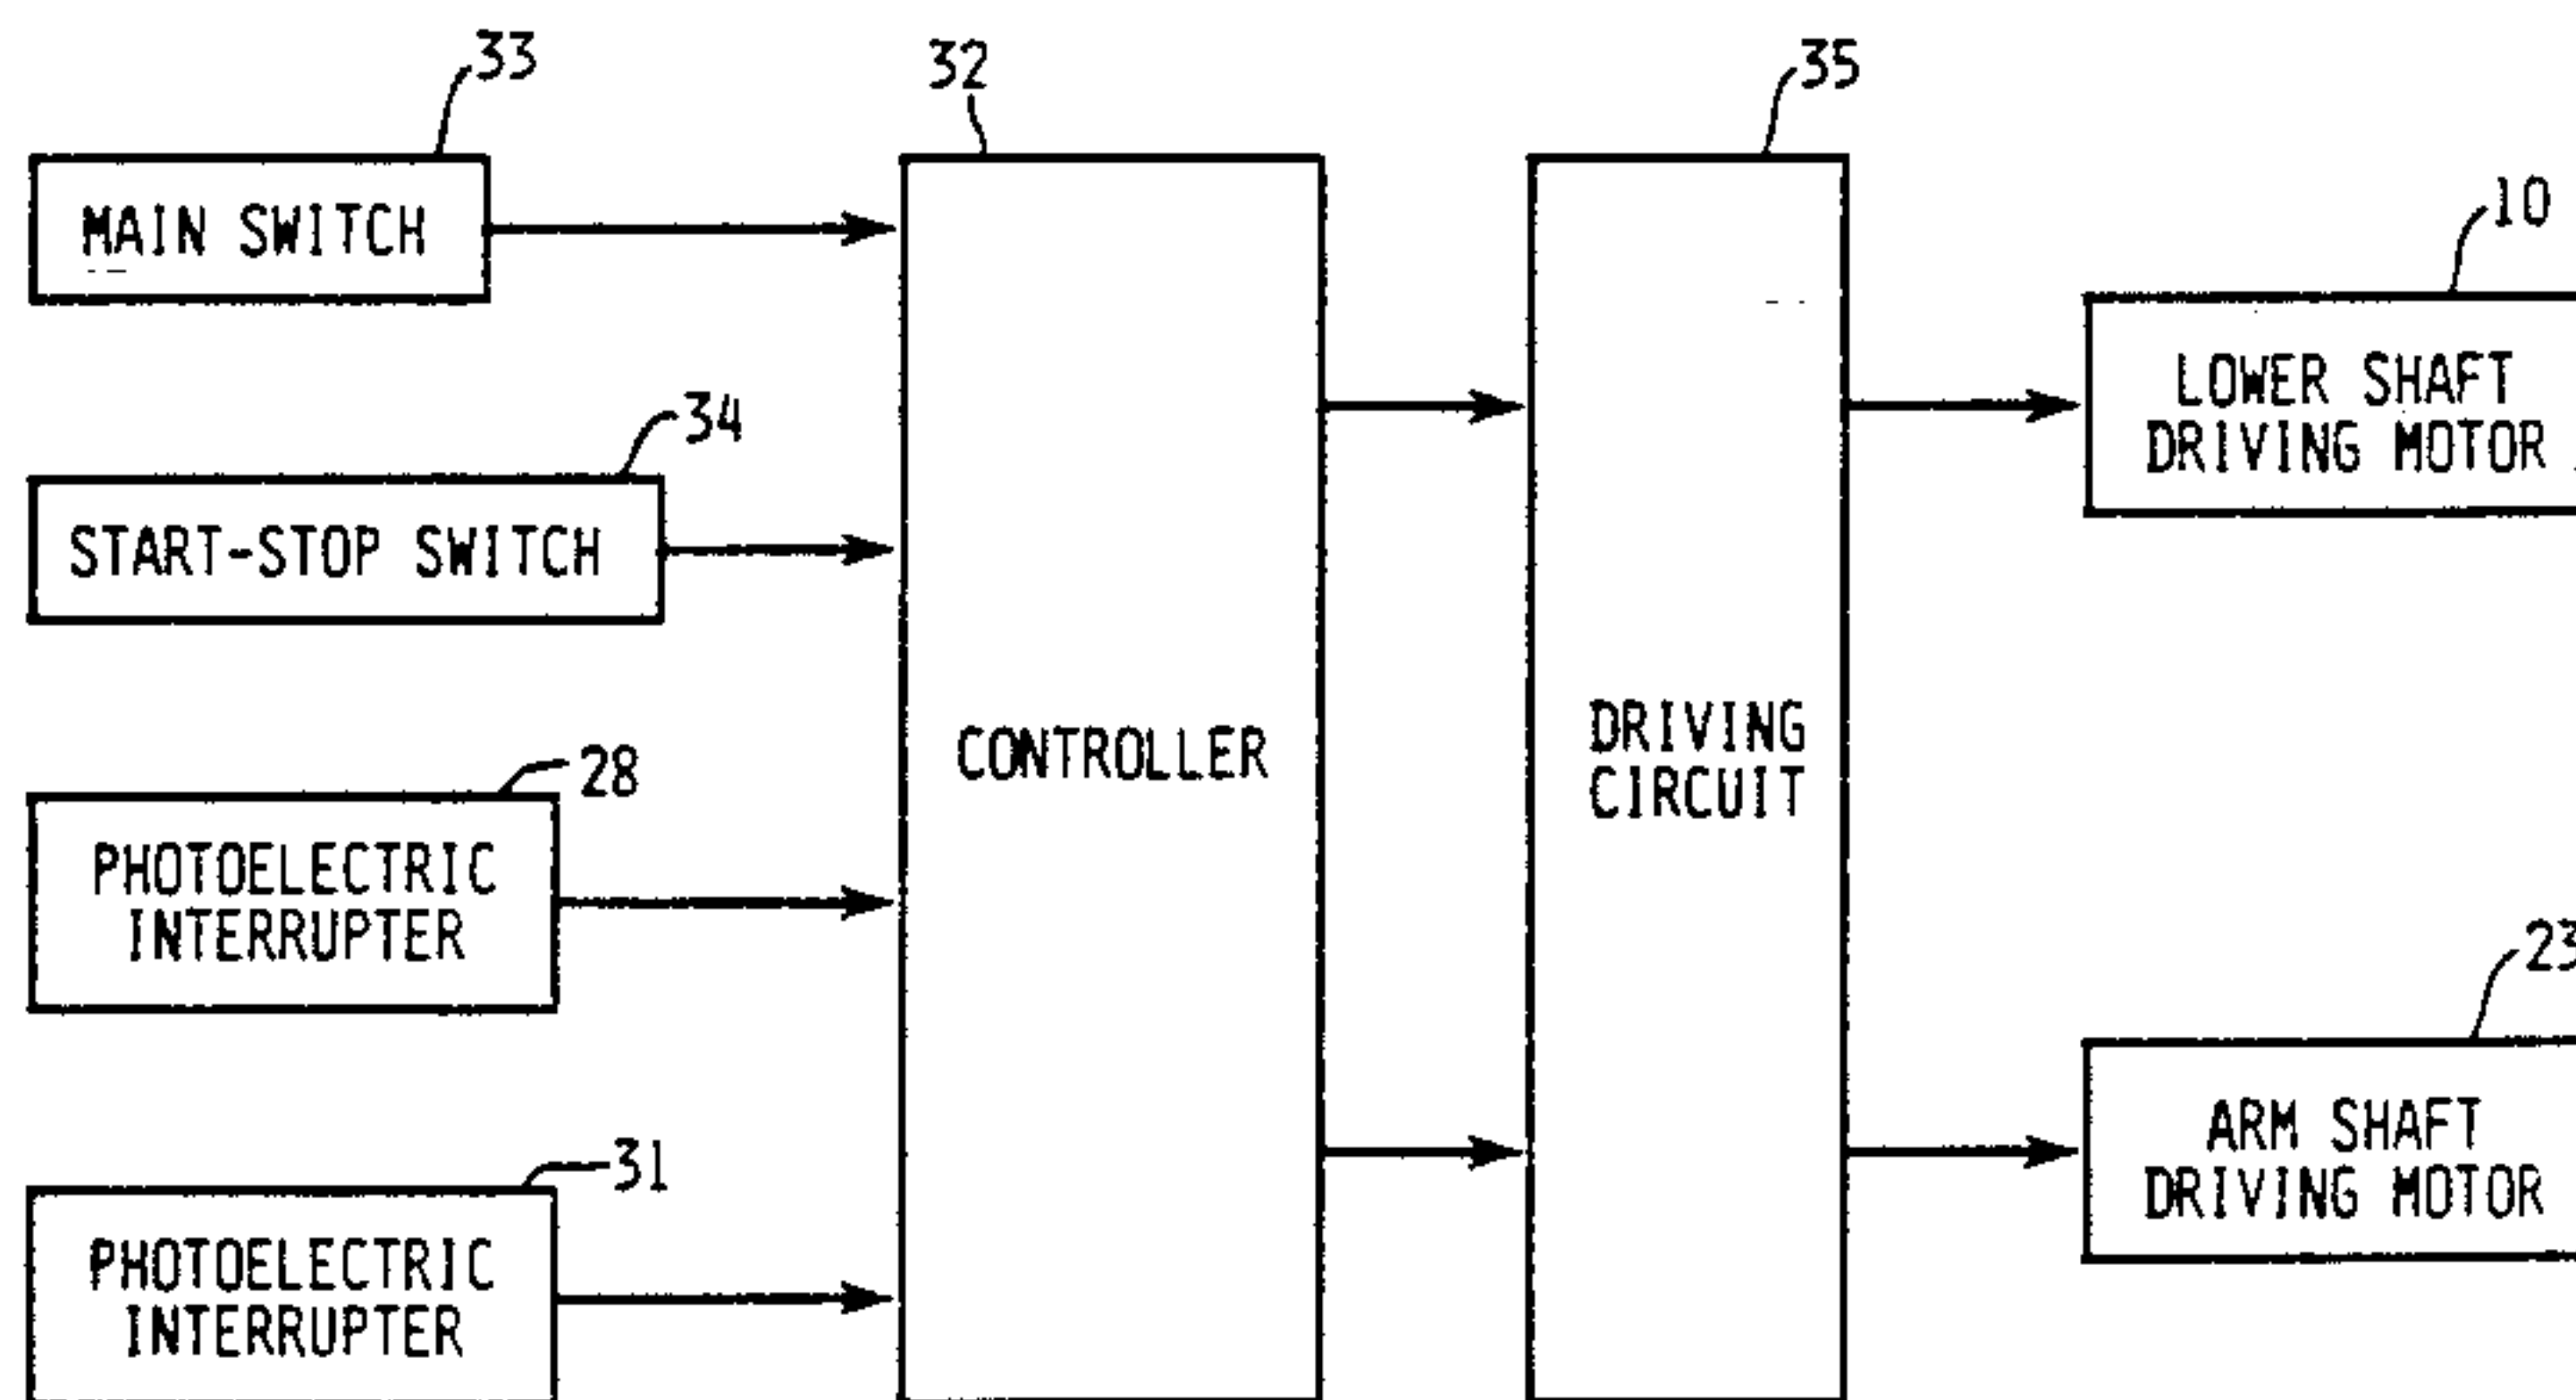 33
32
35
MAIN SWITCH
10
LOWER SHAFT
DRIVING MOTOR
34
START-STOP SWITCH
28
PHOTOELECTRIC
INTERRUPTER
CONTROLLER
DRIVING
CIRCUIT
23
ARM SHAFT
DRIVING MOTOR
31
PHOTOELECTRIC
INTERRUPTER